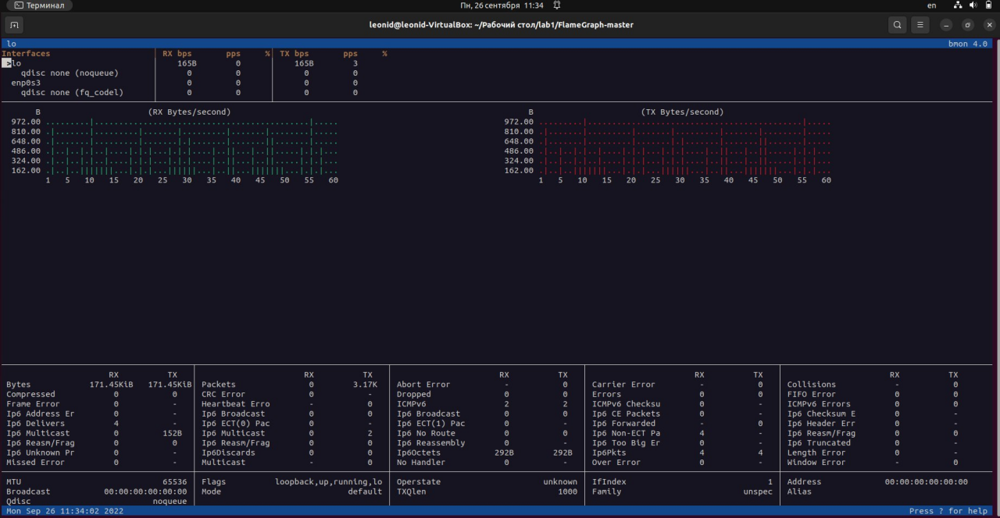 Терминал Пн, 26 сентября 11:34 en
leonid@leonid-VirtualBox: ~/Рабочий стол/lab1/FlameGraph-master
lo bmon 4.0
Interfaces RX bps pps % TX bps pps %
>lo 165B 0 165B 3
qdisc none (noqueue) 0 0 0 0
enp0s3 0 0 0 0
qdisc none (fq_codel) 0 0 0 0
B (RX Bytes/second) B (TX Bytes/second)
972.00 972.00
810.00 810.00
648.00 648.00
486.00 486.00
324.00 324.00
162.00 162.00
1 5 10 15 20 25 30 35 40 45 50 55 60 1 5 10 15 20 25 30 35 40 45 50 55 60
RX TX RX TX RX TX RX TX RX TX
Bytes 171.45KiB 171.45KiB Packets 0 3.17K Abort Error - 0 Carrier Error - 0 Collisions - 0
Compressed 0 0 CRC Error 0 - Dropped 0 0 Errors 0 0 FIFO Error 0 0
Frame Error 0 - Heartbeat Erro - 0 ICMPv6 2 2 ICMPv6 Checksu 0 - ICMPv6 Errors 0 0
Ip6 Address Er 0 - Ip6 Broadcast 0 0 Ip6 Broadcast 0 0 Ip6 CE Packets 0 - Ip6 Checksum E 0 -
Ip6 Delivers 4 - Ip6 ECT(0) Pac 0 - Ip6 ECT(1) Pac 0 - Ip6 Forwarded - 0 Ip6 Header Err 0 -
Ip6 Multicast 0 152B Ip6 Multicast 0 2 Ip6 No Route 0 0 Ip6 Non-ECT Pa 4 - Ip6 Reasm/Frag 0 0
Ip6 Reasm/Frag 0 0 Ip6 Reasm/Frag 0 0 Ip6 Reassembly 0 - Ip6 Too Big Er 0 - Ip6 Truncated 0 -
Ip6 Unknown Pr 0 - Ip6Discards 0 0 Ip6Octets 292B 292B Ip6Pkts 4 4 Length Error 0 -
Missed Error 0 - Multicast - 0 No Handler 0 - Over Error 0 - Window Error - 0
MTU 65536 Flags loopback,up,running,lo Operstate unknown IfIndex 1 Address 00:00:00:00:00:00
Broadcast 00:00:00:00:00:00 Mode default TXQlen 1000 Family unspec Alias
Qdisc noqueue
Mon Sep 26 11:34:02 2022 Press ? for help